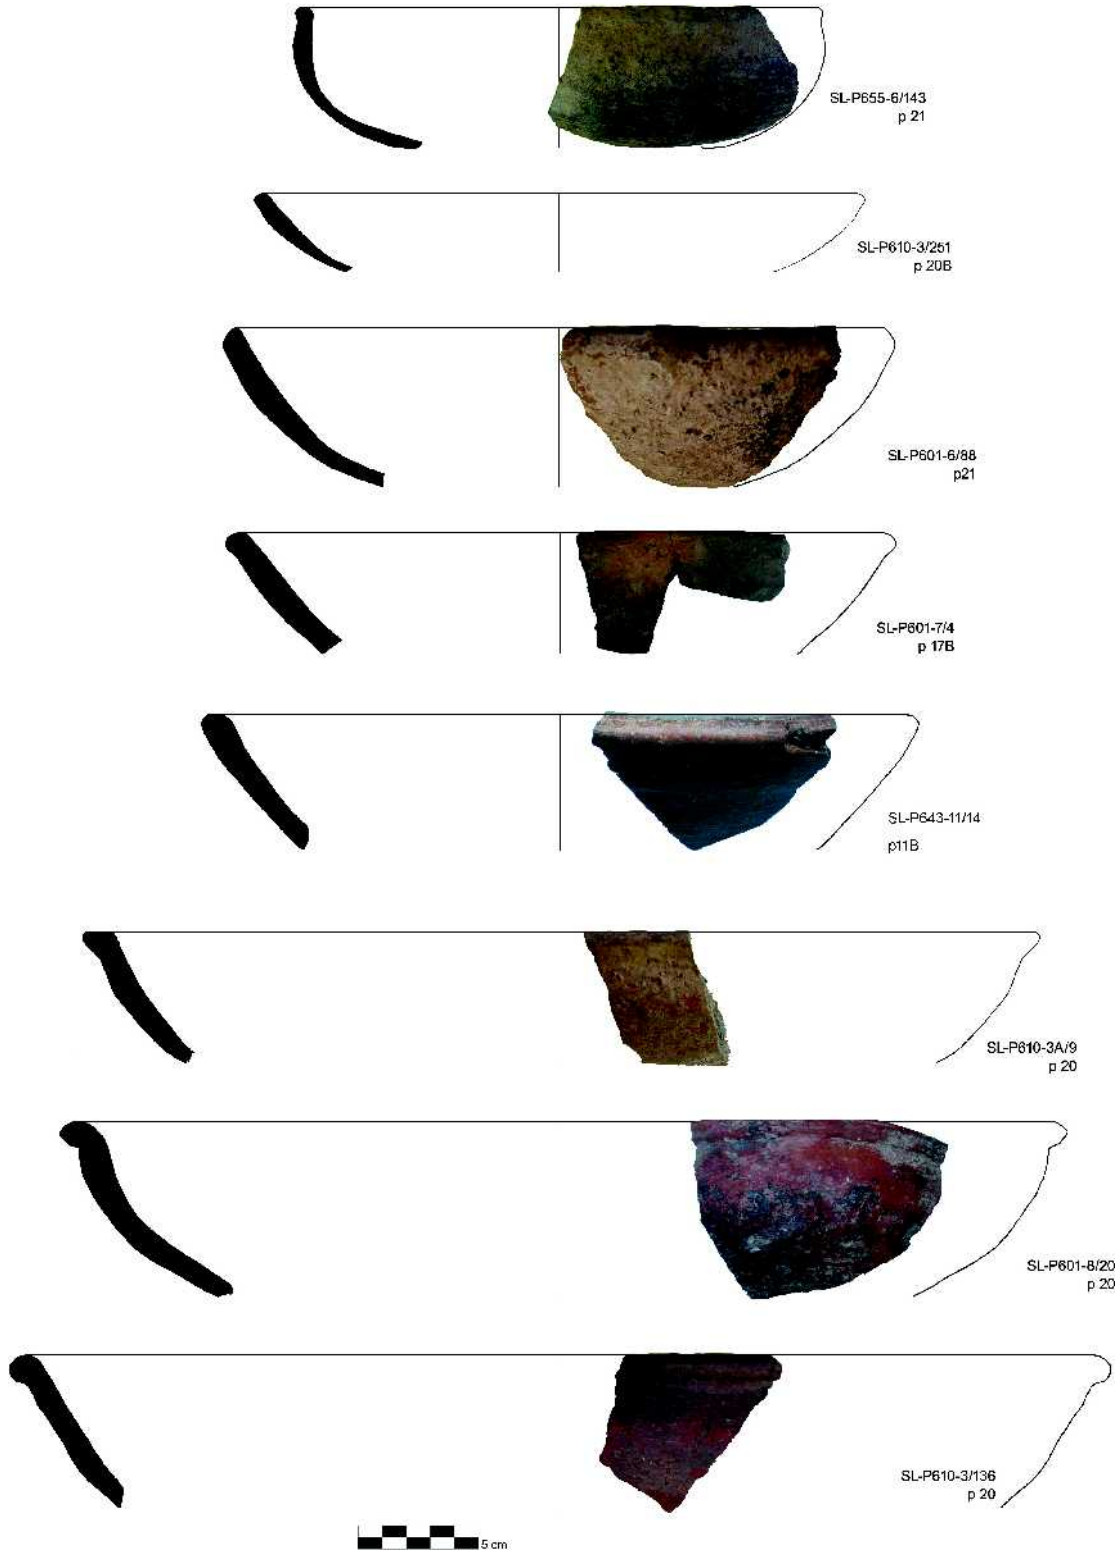 SL-P655-6/143
p 21
SL-P610-3/251
p 20B
SL-P601-6/88
p21
SL-P601-7/4
p 17B
SL-P643-11/14
p11B
SL-P610-3A/9
p 20
SL-P601-8/20
p 20
SL-P610-3/136
p 20
5 cm